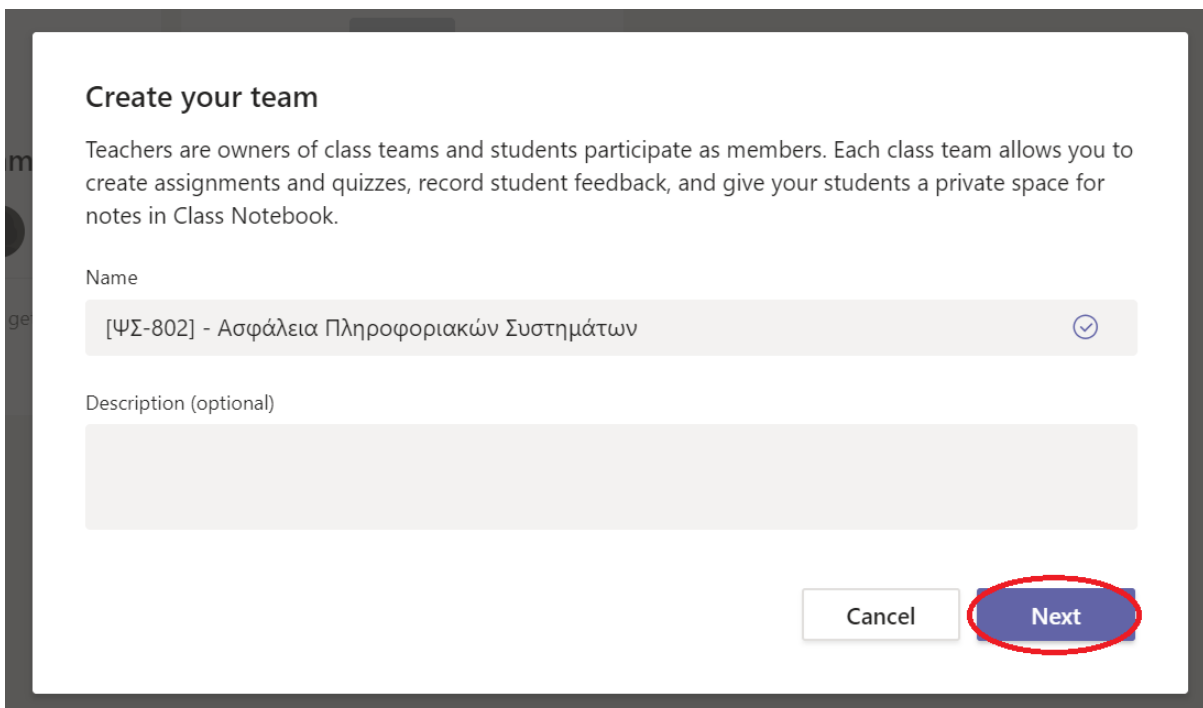 Create your team
Teachers are owners of class teams and students participate as members. Each class team allows you to
create assignments and quizzes, record student feedback, and give your students a private space for
notes in Class Notebook.
Name
[ΨΣ-802] - Ασφάλεια Πληροφοριακών Συστημάτων
Description (optional)
Cancel
Next